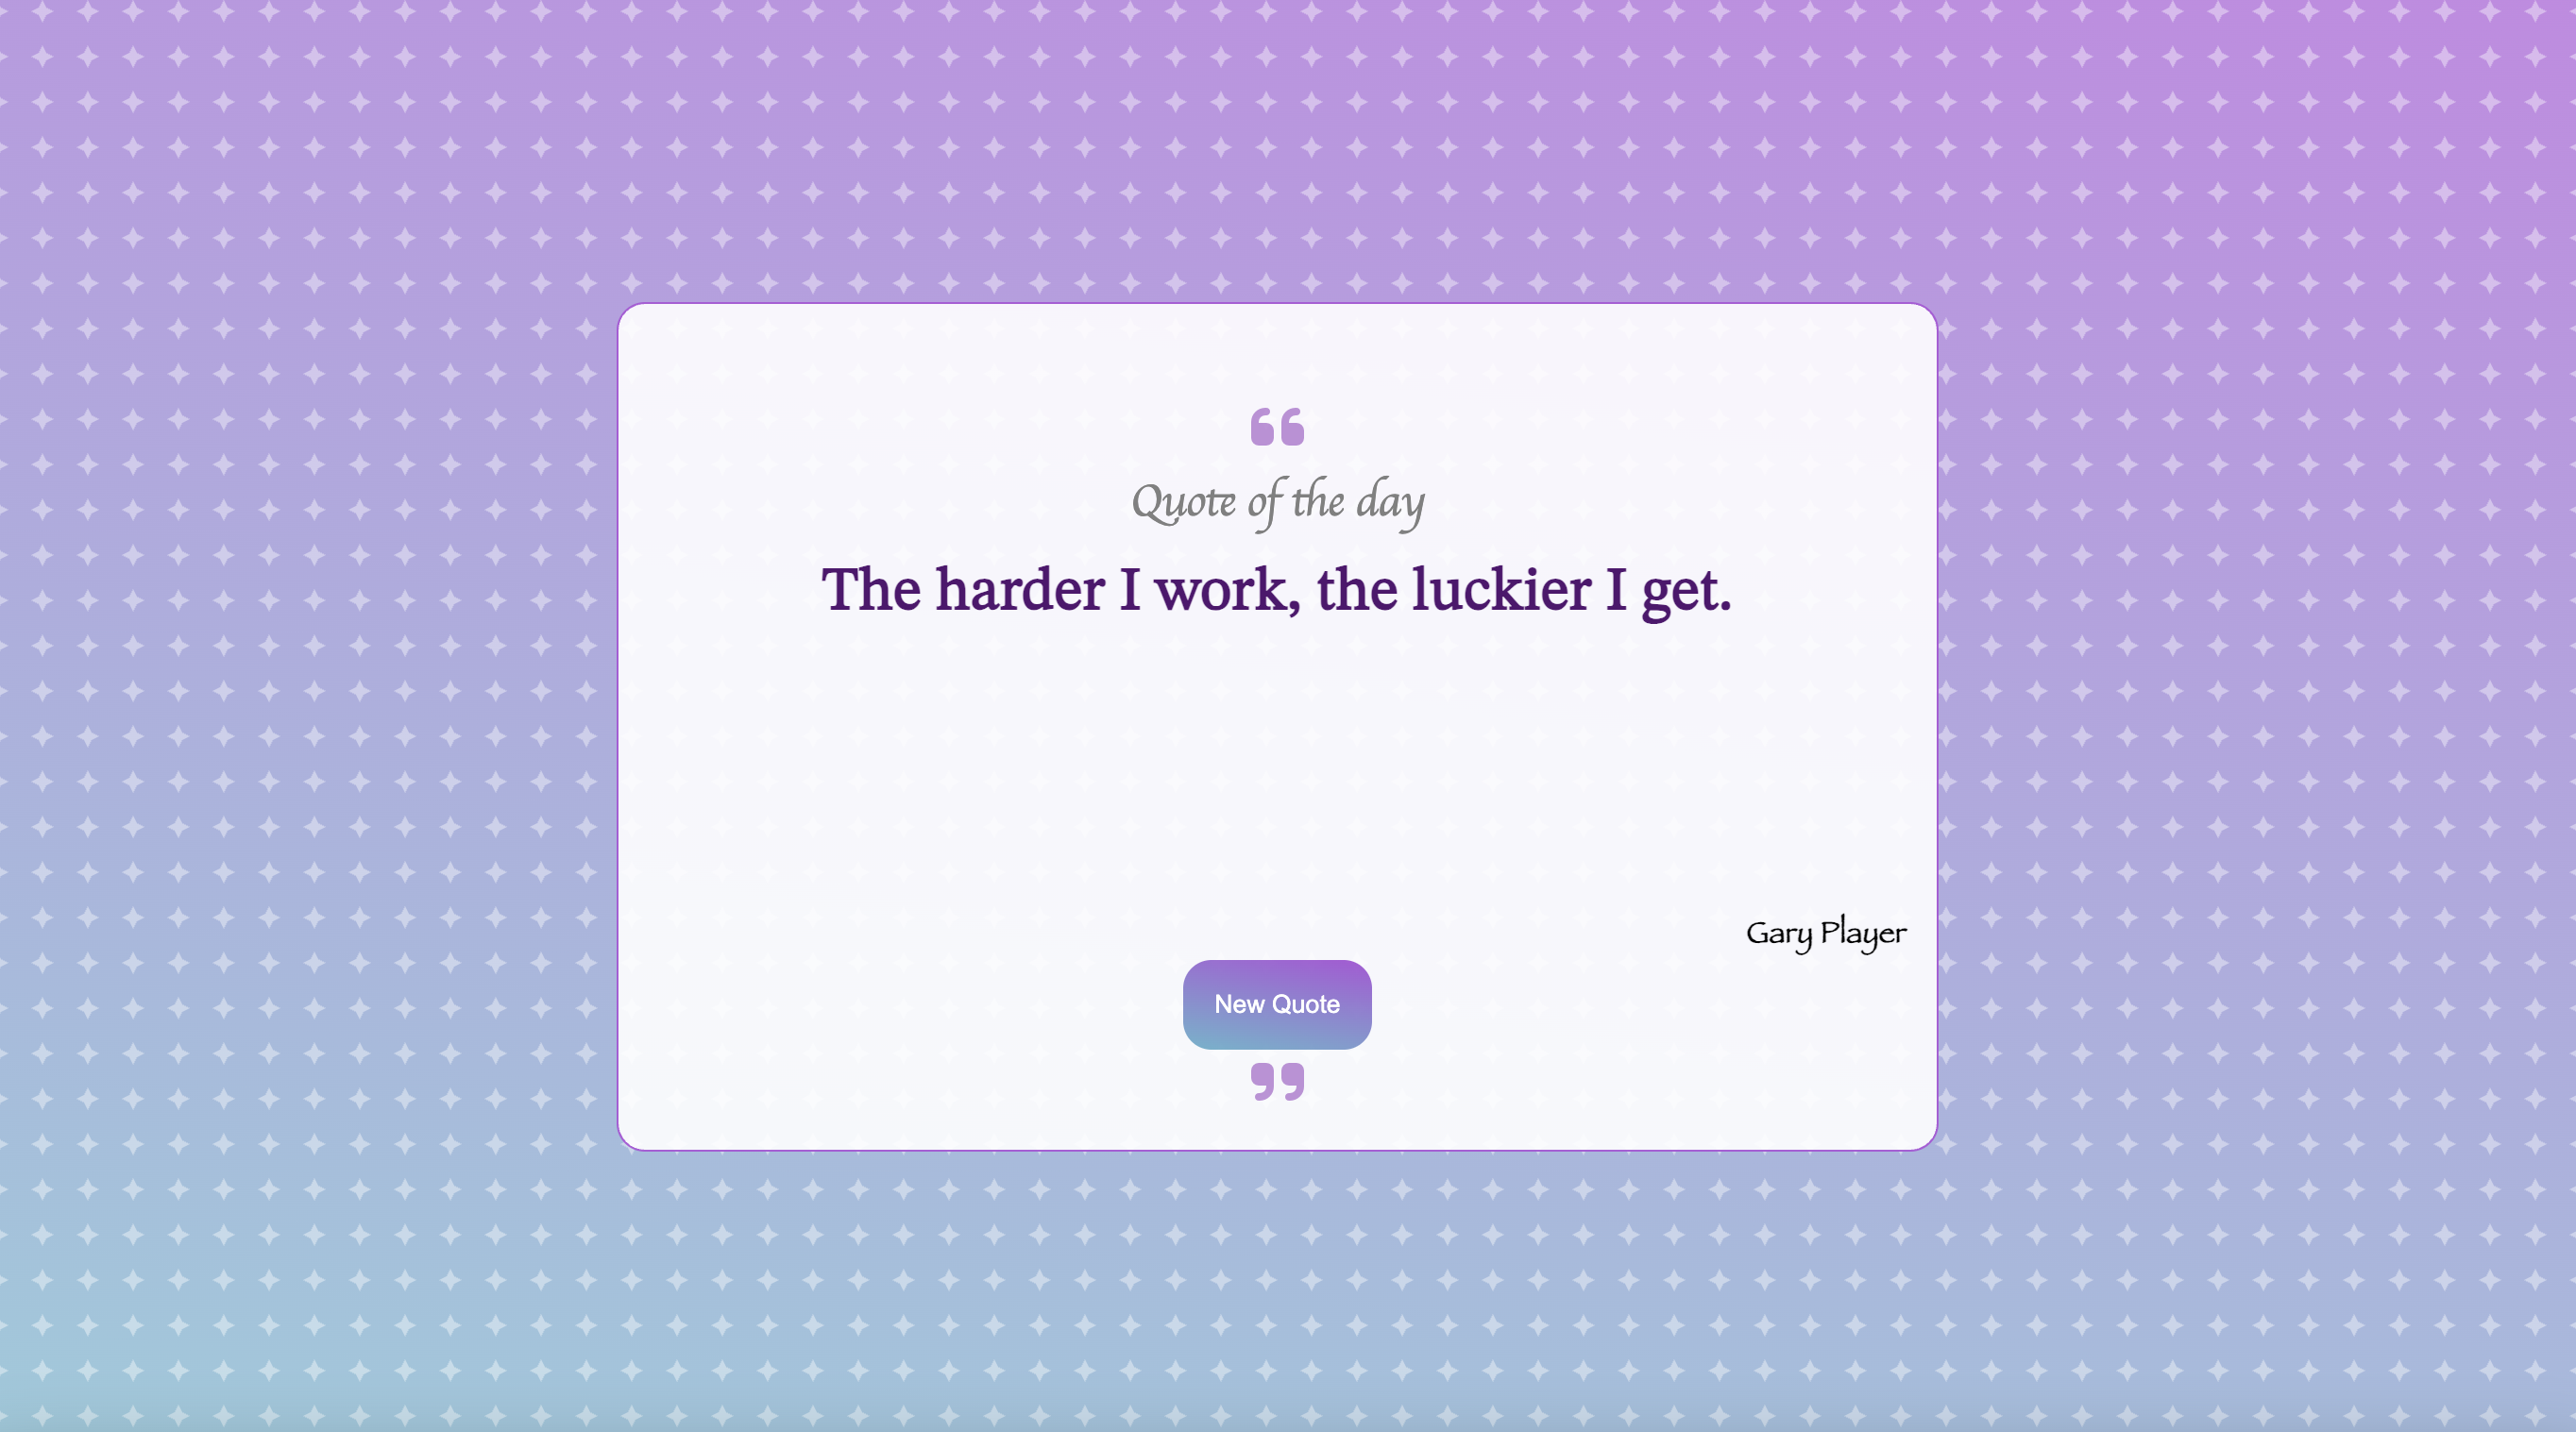 Quote of the day
The harder I work, the luckier I get.
Gary Player
New Quote